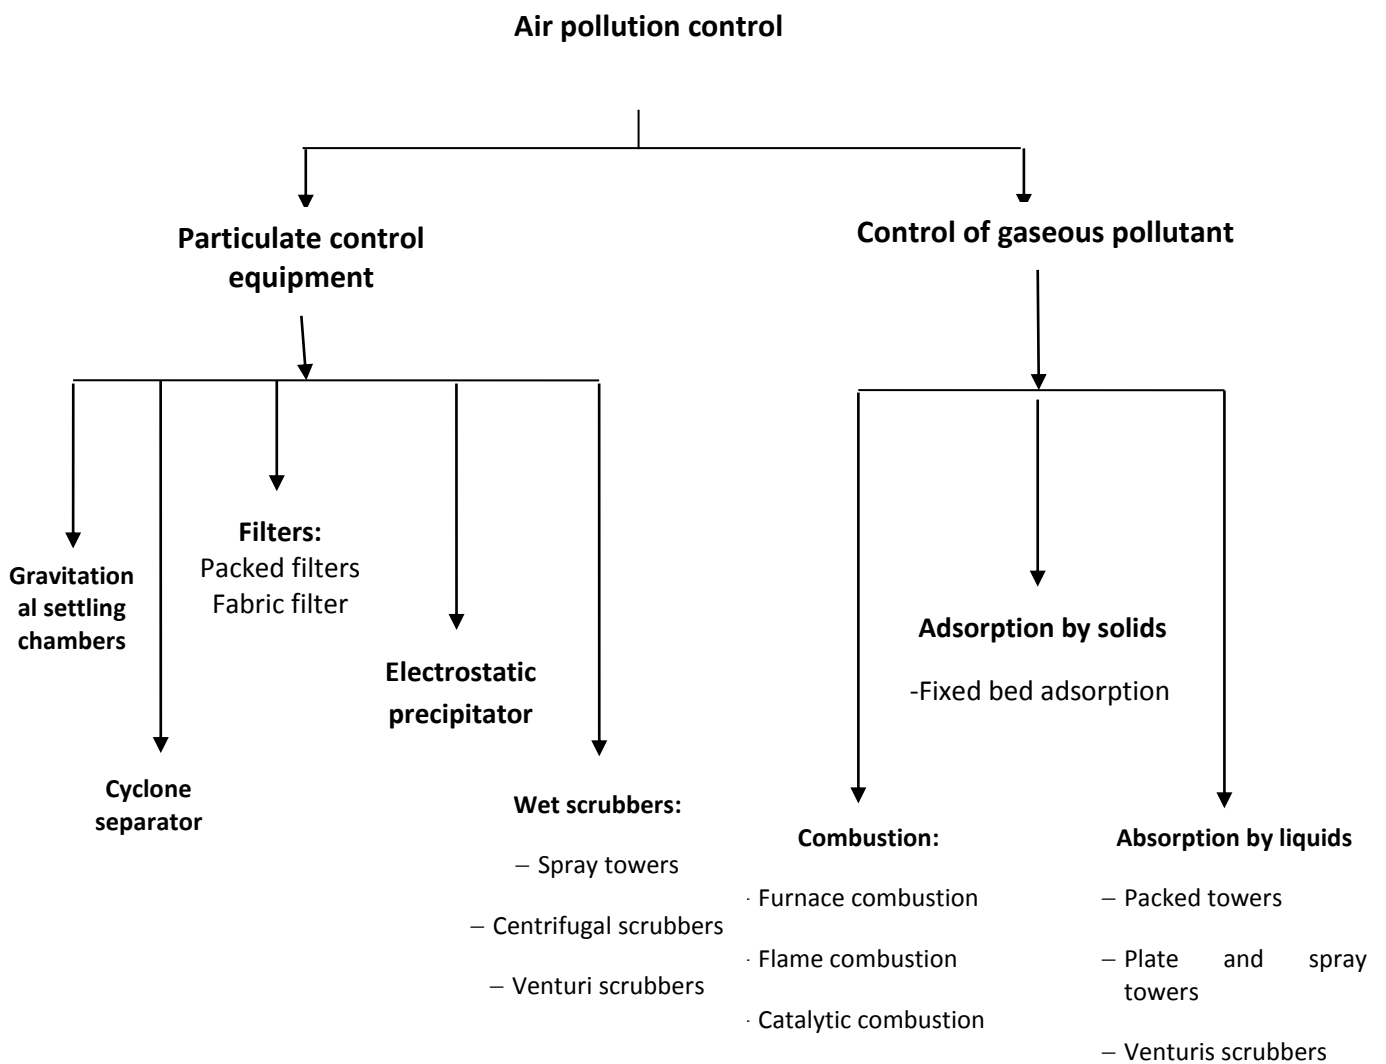 Air pollution control
Particulate control
equipment
Control of gaseous pollutant
Gravitation
al settling
chambers
Cyclone
separator
Filters:
Packed filters
Fabric filter
Electrostatic
precipitator
Wet scrubbers:
– Spray towers
– Centrifugal scrubbers
– Venturi scrubbers
Combustion:
· Furnace combustion
· Flame combustion
· Catalytic combustion
Adsorption by solids
-Fixed bed adsorption
Absorption by liquids
– Packed towers
– Plate and spray
towers
– Venturis scrubbers